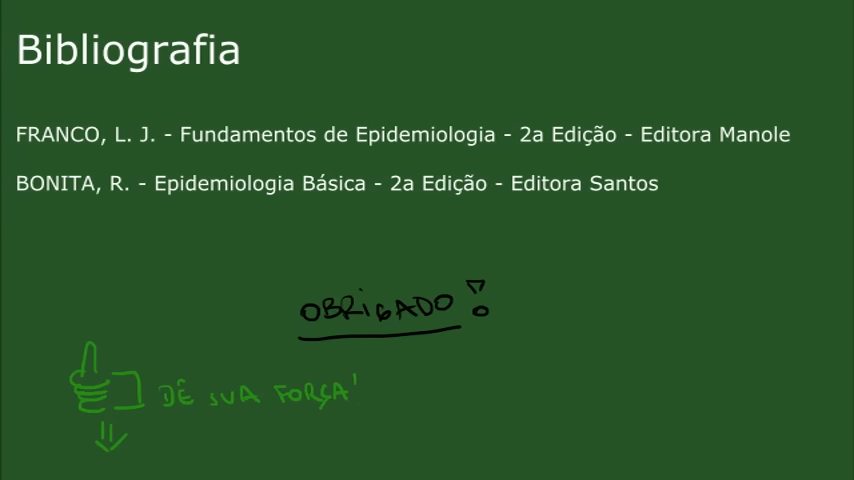 Bibliografia
FRANCO, L. J. - Fundamentos de Epidemiologia - 2a Edição - Editora Manole
BONITA, R. - Epidemiologia Básica - 2a Edição - Editora Santos
OBRIGADO!
DÊ SUA FORÇA!